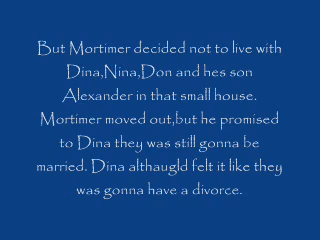 But Mortimer decided not to live with
Dina,Nina,Don and hes son
Alexander in that small house.
Mortimer moved out,but he promised
to Dina they was still gonna be
married. Dina althaugld felt it like they
was gonna have a divorce.